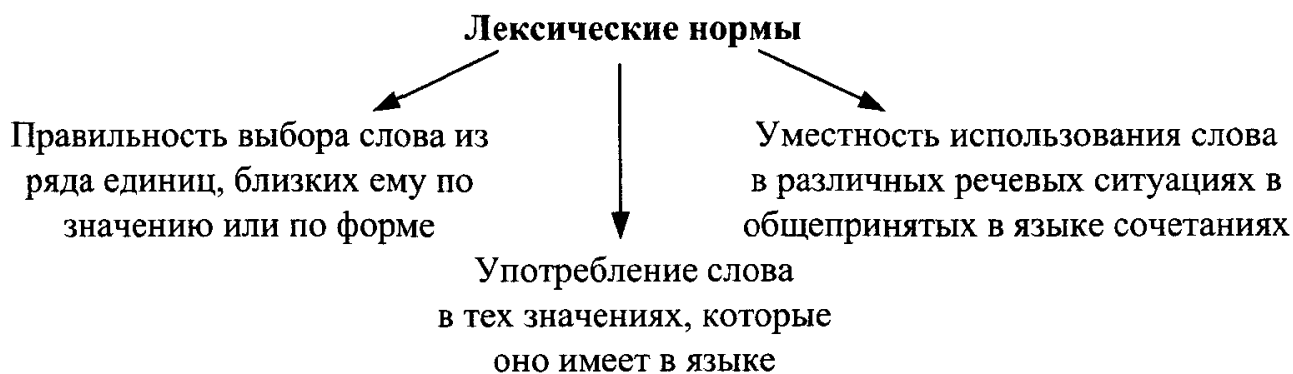 Лексические нормы
Правильность выбора слова из
ряда единиц, близких ему по
значению или по форме
Уместность использования слова
в различных речевых ситуациях в
общепринятых в языке сочетаниях
Употребление слова
в тех значениях, которые
оно имеет в языке